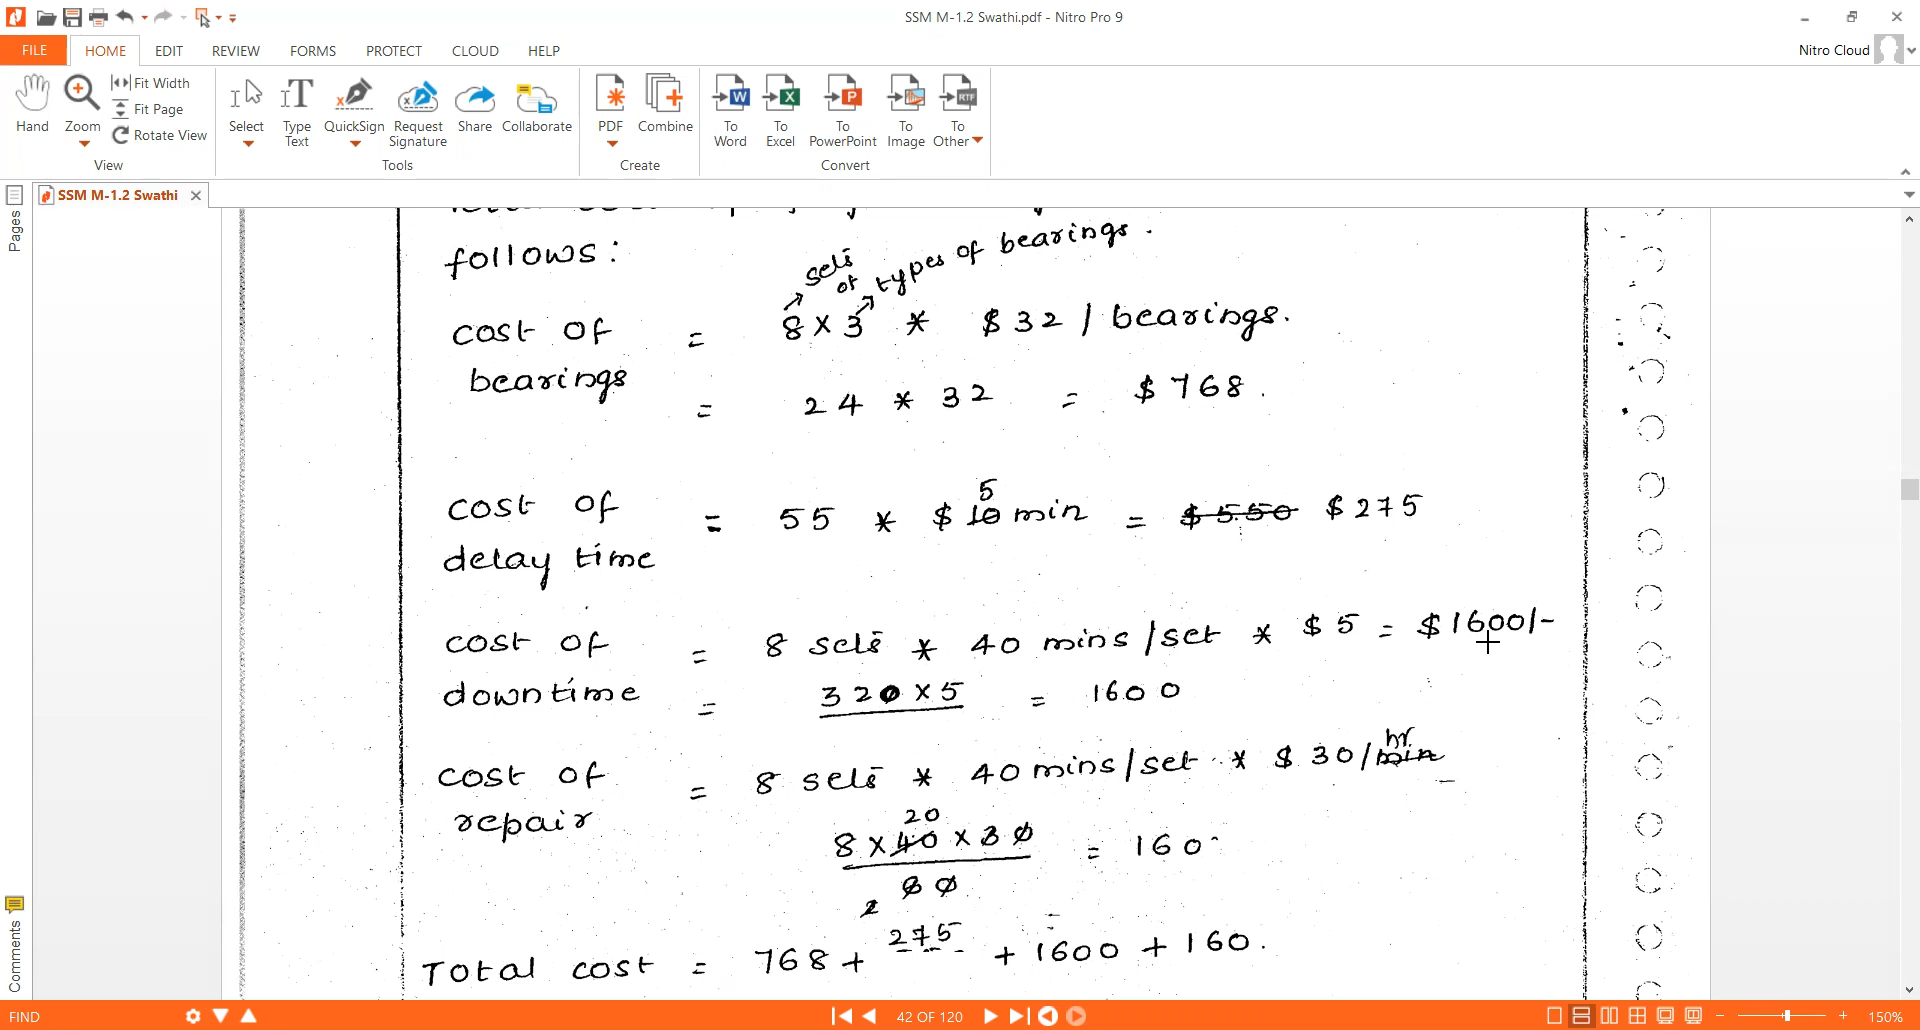 SSM M-1.2 Swathi.pdf - Nitro Pro 9
FILE HOME EDIT REVIEW FORMS PROTECT CLOUD HELP
Nitro Cloud
Hand
Zoom
Fit Width
Fit Page
Rotate View
View
Select
Type Text
QuickSign
Request Signature
Share
Collaborate
Tools
PDF
Combine
Create
To Word
To Excel
To PowerPoint
To Image
To Other
Convert
Pages
SSM M-1.2 Swathi
follows :
sets of types of bearings .
cost of bearings = 8 x 3 * $ 32 / bearings.
= 24 * 32 = $ 768 .
cost of delay time = 55 * $ 10 5 min = $ 550 $ 275
cost of downtime = 8 sets * 40 mins /set * $ 5 = $ 1600/-
= 320 x 5 = 1600
cost of repair = 8 sets * 40 mins/set * $ 30/min hr
20
8 x 40 x 30 = 160
60
2
Total cost = 768 + 275 + 1600 + 160 .
Comments
FIND
42 OF 120
150%